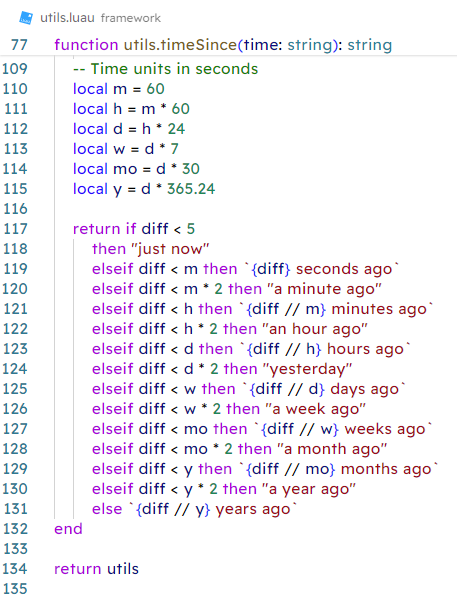 utils.luau framework
77 function utils.timeSince(time: string): string
109 -- Time units in seconds
110 local m = 60
111 local h = m * 60
112 local d = h * 24
113 local w = d * 7
114 local mo = d * 30
115 local y = d * 365.24
116
117 return if diff < 5
118 then "just now"
119 elseif diff < m then `{diff} seconds ago`
120 elseif diff < m * 2 then "a minute ago"
121 elseif diff < h then `{diff // m} minutes ago`
122 elseif diff < h * 2 then "an hour ago"
123 elseif diff < d then `{diff // h} hours ago`
124 elseif diff < d * 2 then "yesterday"
125 elseif diff < w then `{diff // d} days ago`
126 elseif diff < w * 2 then "a week ago"
127 elseif diff < mo then `{diff // w} weeks ago`
128 elseif diff < mo * 2 then "a month ago"
129 elseif diff < y then `{diff // mo} months ago`
130 elseif diff < y * 2 then "a year ago"
131 else `{diff // y} years ago`
132 end
133
134 return utils
135